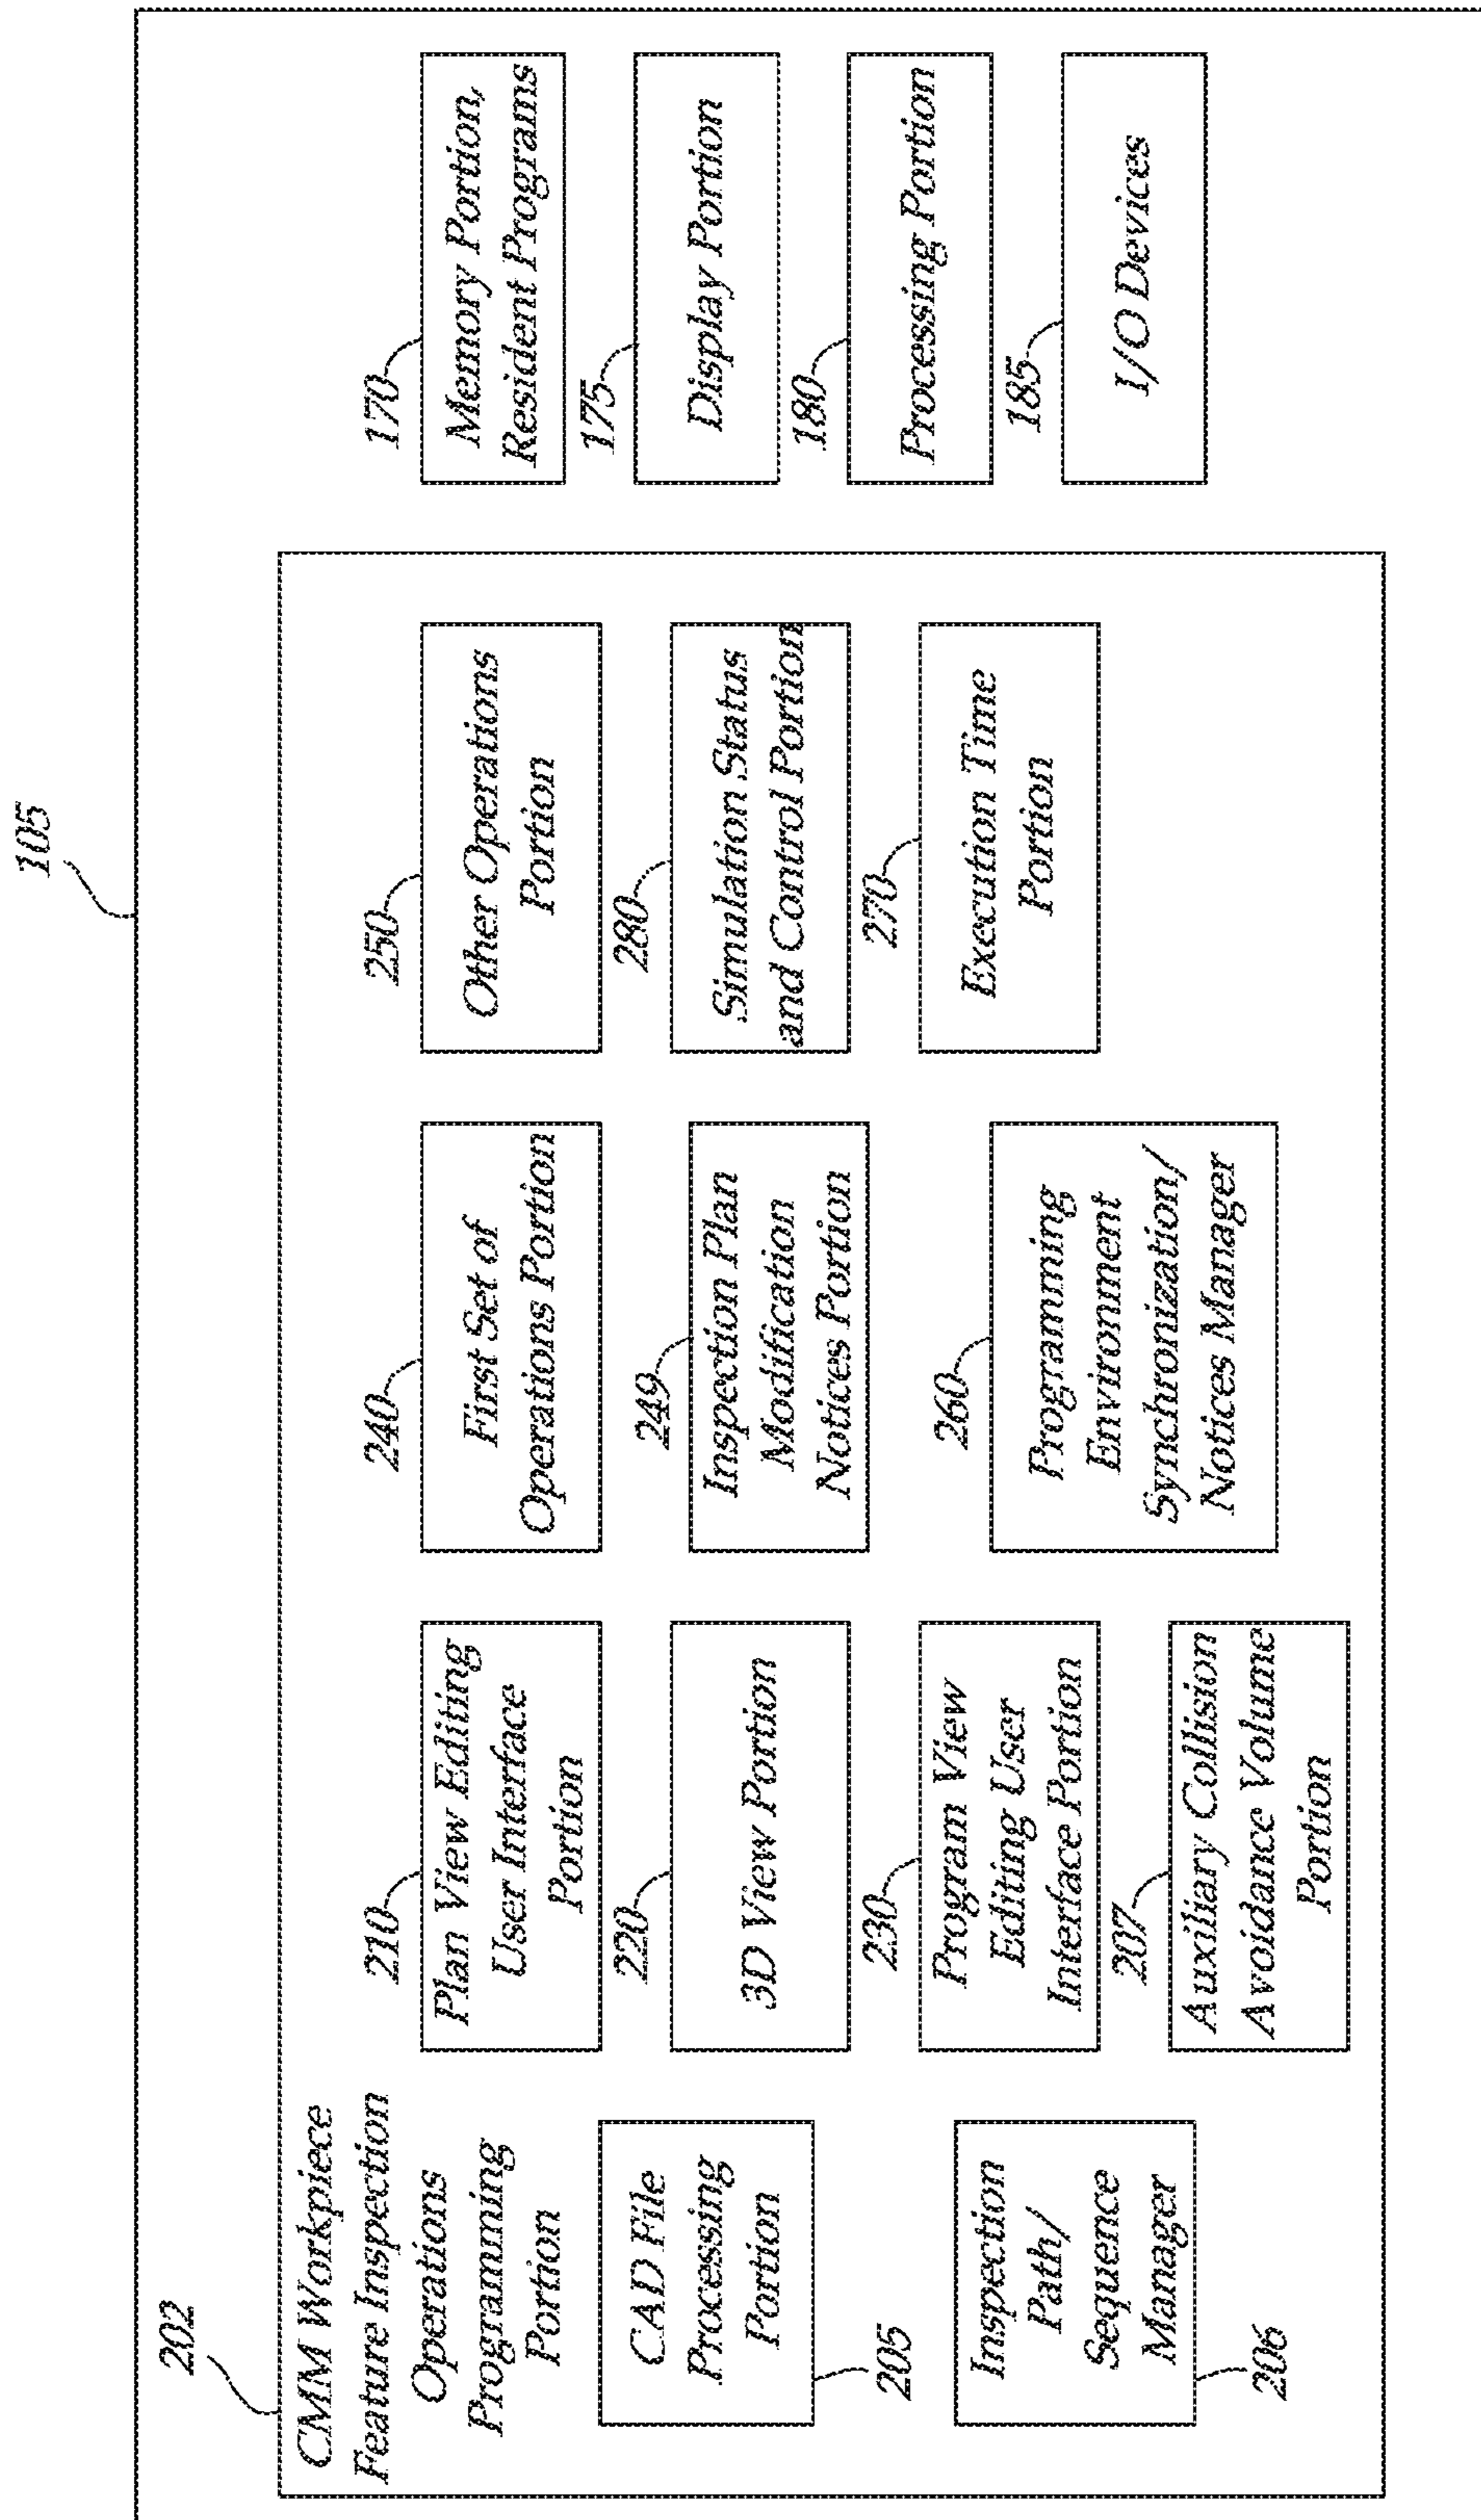 105
202
CMM Workpiece
Feature Inspection
Operations
Programming
Portion
CAD File
Processing
Portion
205
Inspection
Path/
Sequence
Manager
206
210
Plan View Editing
User Interface
Portion
220
3D View Portion
230
Program View
Editing User
Interface Portion
207
Auxiliary Collision
Avoidance Volume
Portion
240
First Set of
Operations Portion
249
Inspection Plan
Modification
Notices Portion
260
Programming
Environment
Synchronization/
Notices Manager
250
Other Operations
Portion
280
Simulation Status
and Control Portion
270
Execution Time
Portion
170
Memory Portion,
Resident Programs
175
Display Portion
180
Processing Portion
185
I/O Devices